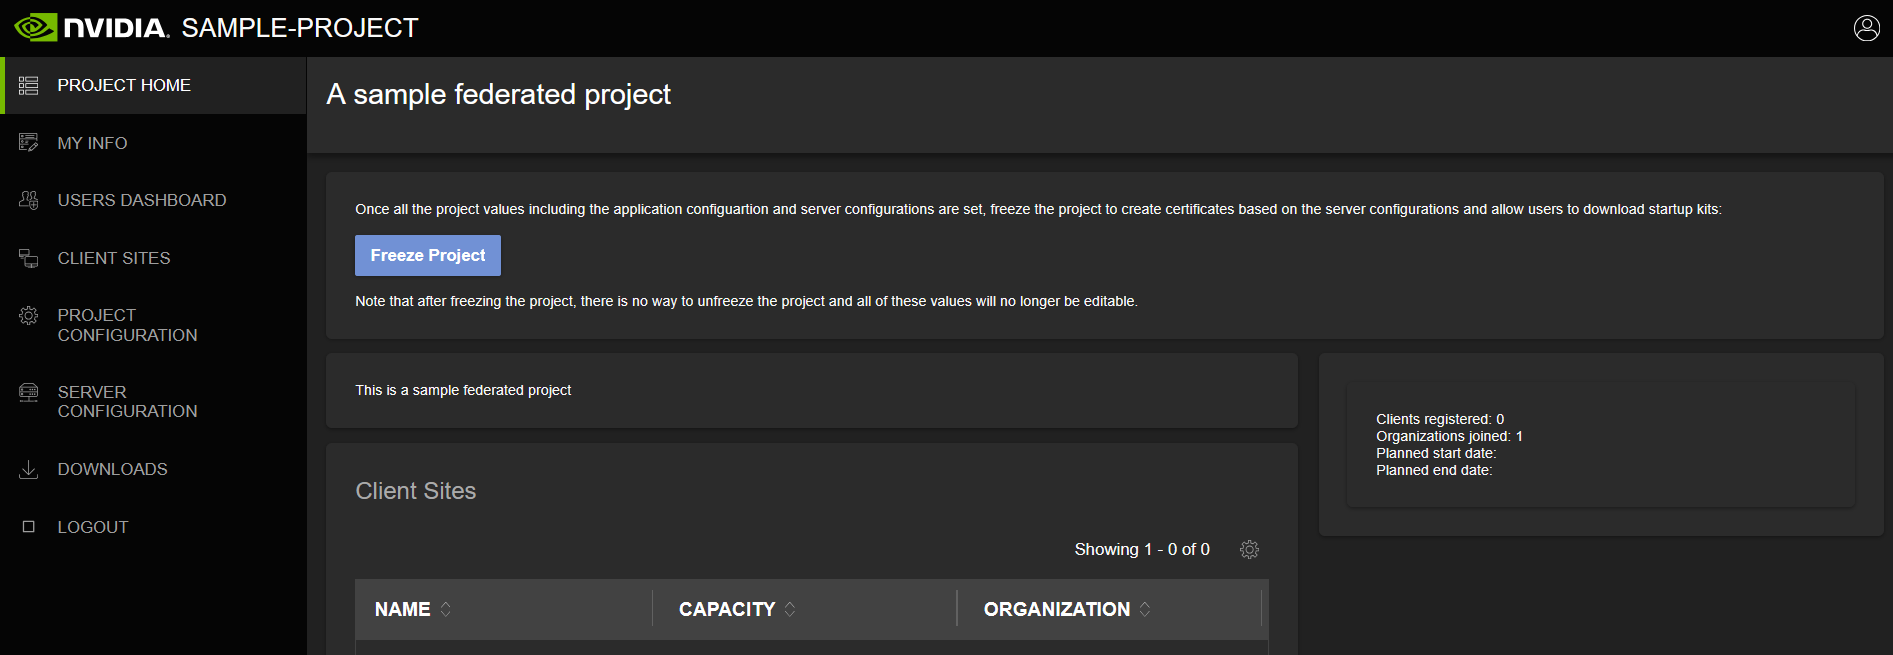 NVIDIA. SAMPLE-PROJECT
PROJECT HOME
MY INFO
USERS DASHBOARD
CLIENT SITES
PROJECT
CONFIGURATION
SERVER
CONFIGURATION
DOWNLOADS
LOGOUT
A sample federated project
Once all the project values including the application configuartion and server configurations are set, freeze the project to create certificates based on the server configurations and allow users to download startup kits:
Freeze Project
Note that after freezing the project, there is no way to unfreeze the project and all of these values will no longer be editable.
This is a sample federated project
Clients registered: 0
Organizations joined: 1
Planned start date:
Planned end date:
Client Sites
Showing 1 - 0 of 0
NAME CAPACITY ORGANIZATION